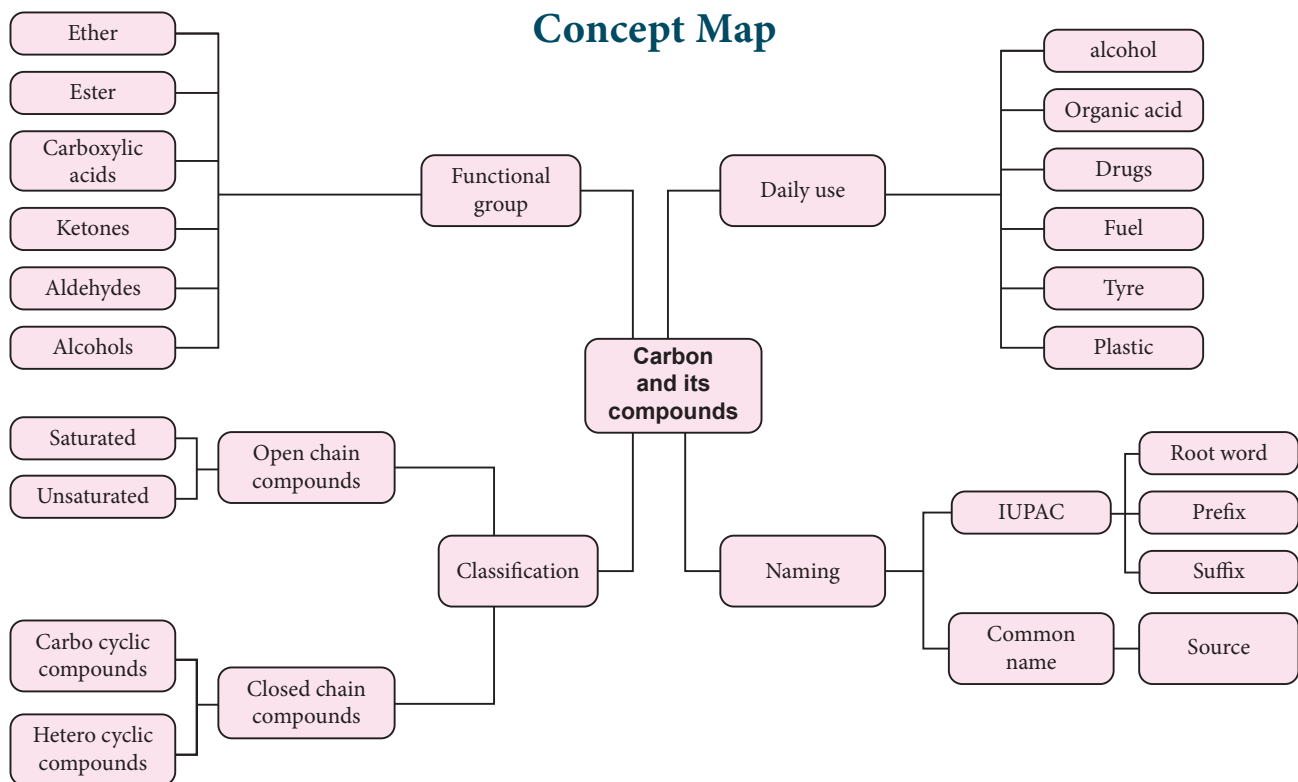 Concept Map
Ether
Ester
Carboxylic
acids
Ketones
Aldehydes
Alcohols
Functional
group
Daily use
alcohol
Organic acid
Drugs
Fuel
Tyre
Plastic
Carbon
and its
compounds
Saturated
Unsaturated
Open chain
compounds
Classification
Carbo cyclic
compounds
Hetero cyclic
compounds
Closed chain
compounds
Naming
IUPAC
Root word
Prefix
Suffix
Common
name
Source